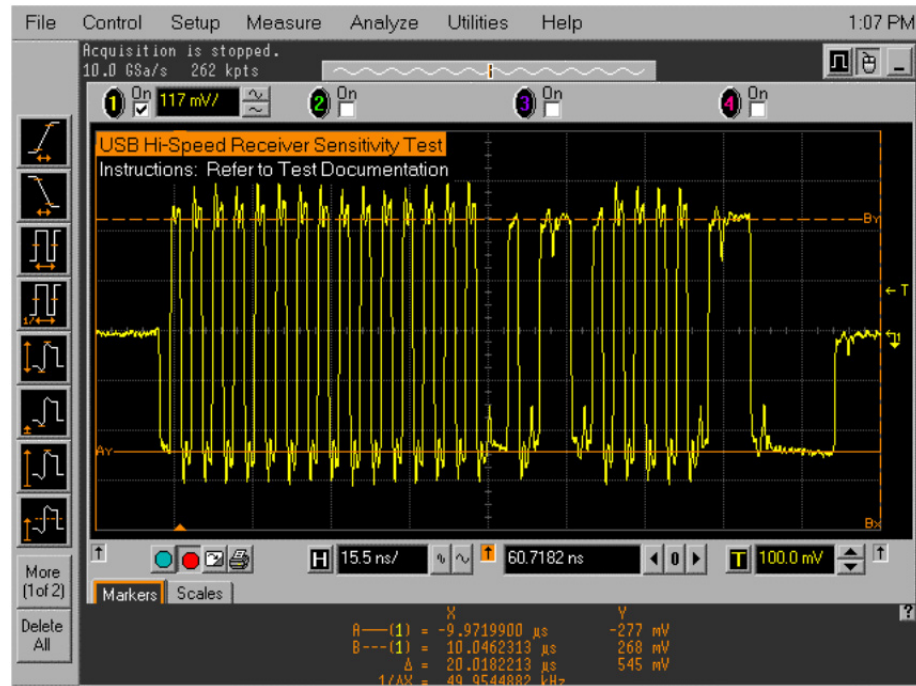 File Control Setup Measure Analyze Utilities Help 1:07 PM
Acquisition is stopped.
10.0 GSa/s 262 kpts
1 On 117 mV/ 2 On 3 On 4 On
USB Hi-Speed Receiver Sensitivity Test
Instructions: Refer to Test Documentation
By
T
Ay
Bx
More
(1 of 2)
Delete
All
H 15.5 ns/ 60.7182 ns 0 T 100.0 mV
Markers Scales
?
X Y
A——(1) = -9.9719900 µs -277 mV
B---(1) = 10.0462313 µs 268 mV
Δ = 20.0182213 µs 545 mV
1/ΔX = 49.9544882 kHz